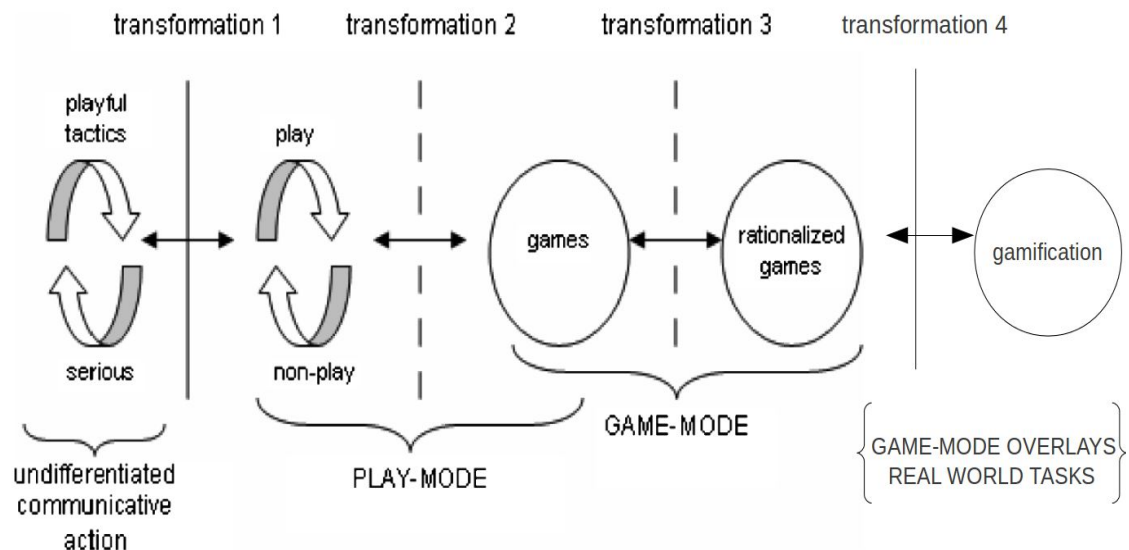 transformation 1
transformation 2
transformation 3
transformation 4
playful
tactics
play
games
rationalized
games
gamification
serious
non-play
GAME-MODE
PLAY-MODE
undifferentiated
communicative
action
GAME-MODE OVERLAYS
REAL WORLD TASKS